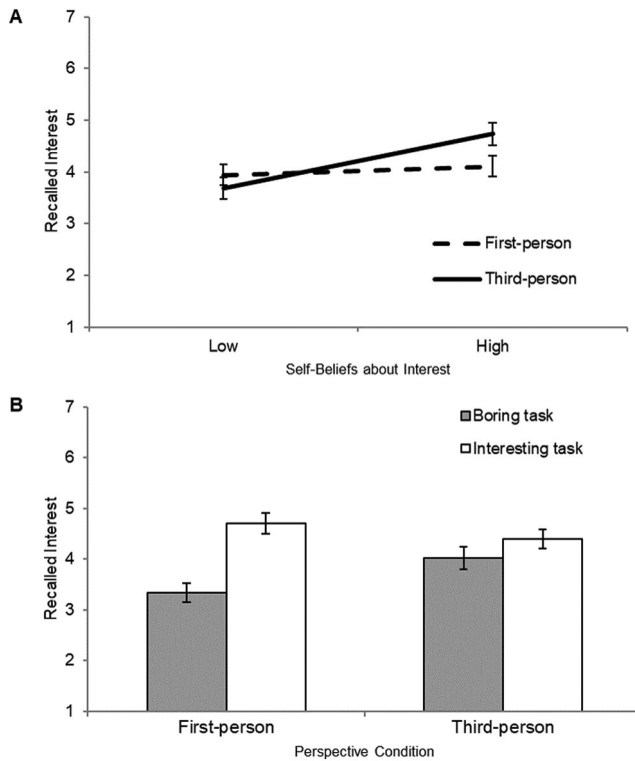 A
7
6
5
4
3
2
1
Recalled Interest
First-person
Third-person
Low High
Self-Beliefs about Interest
B
7
6
5
4
3
2
1
Recalled Interest
Boring task
Interesting task
First-person Third-person
Perspective Condition